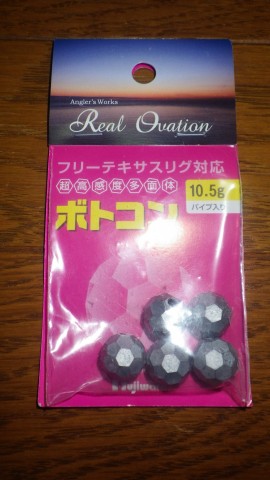 Angler's Works
Real Ovation
フリーテキサスリグ対応
超高感度多面体
ボトコン
10.5g
パイプ入り